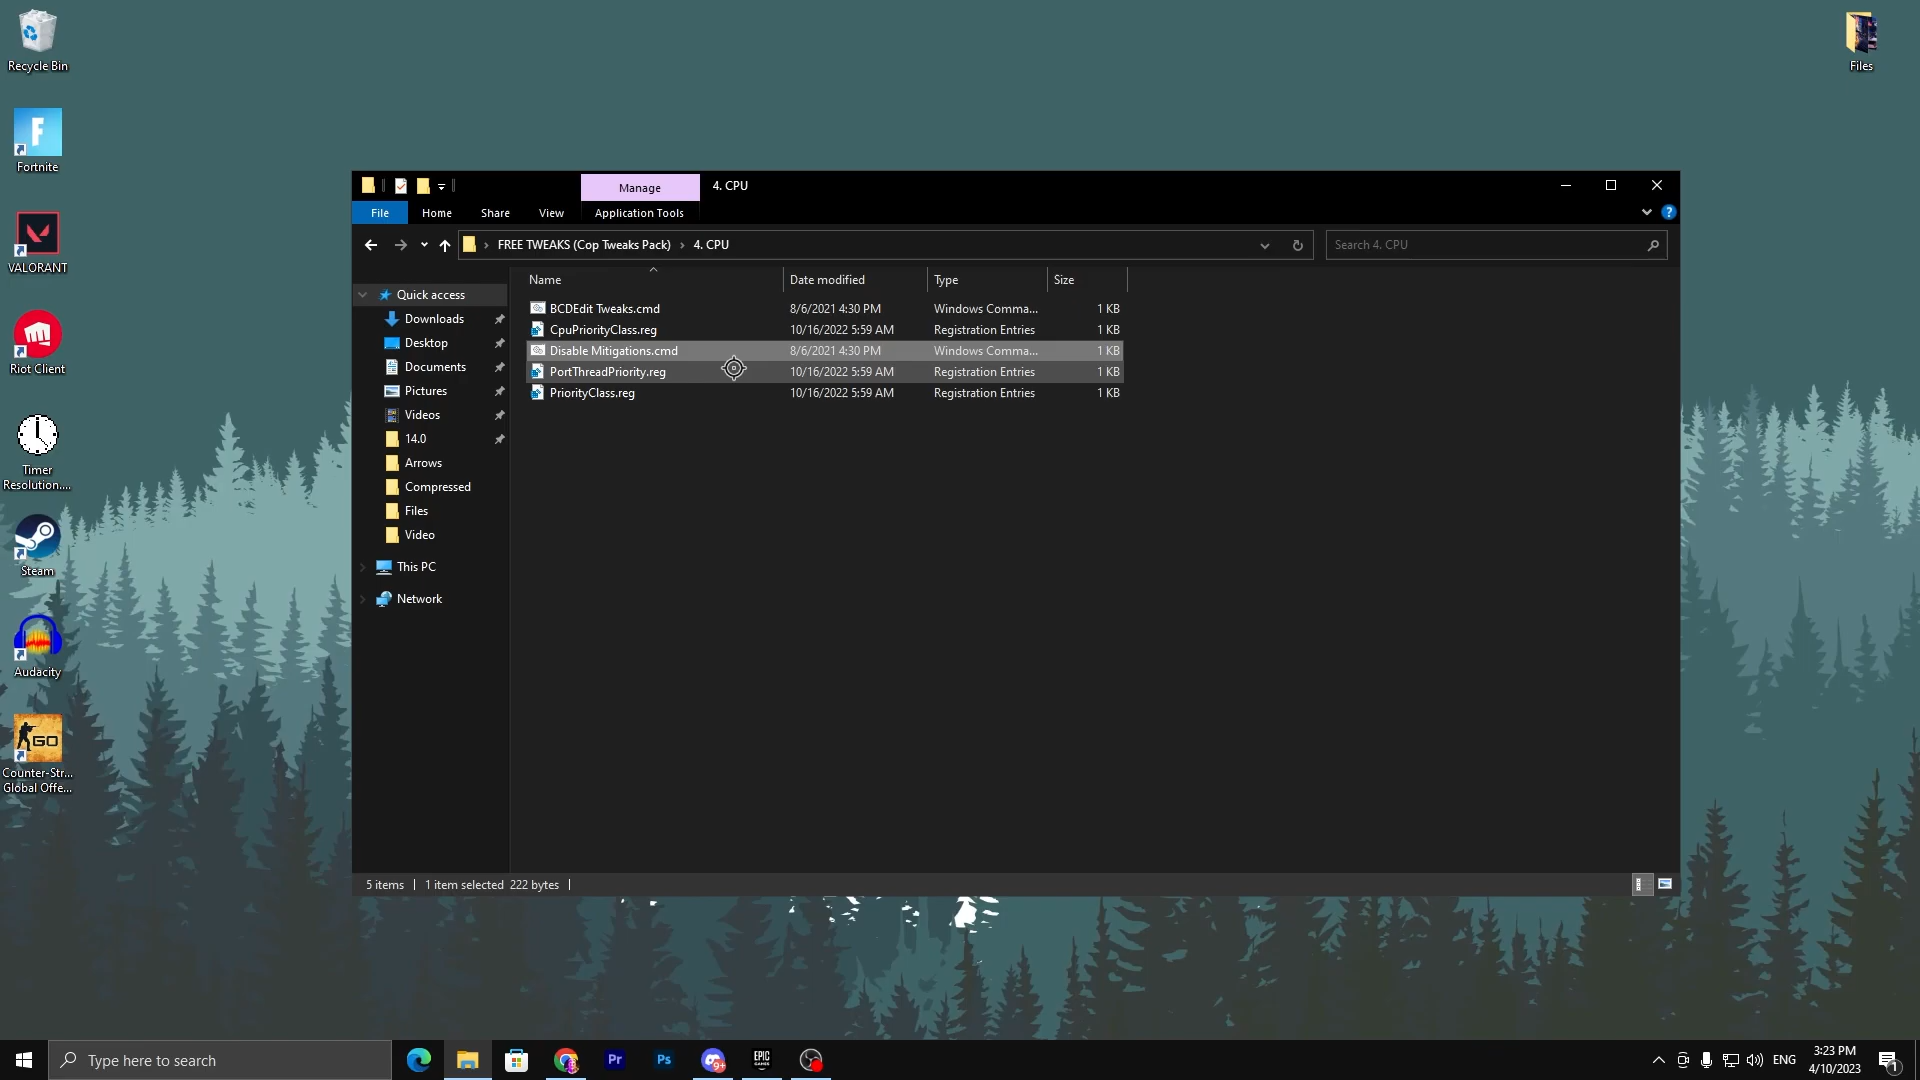 Recycle Bin
Files
Fortnite
VALORANT
Riot Client
Timer
Resolution....
Steam
Audacity
GO
Counter-Str...
Global Offe...
Manage
4. CPU
File
Home
Share
View
Application Tools
?
FREE TWEAKS (Cop Tweaks Pack)
4. CPU
Search 4. CPU
Name
Date modified
Type
Size
Quick access
Downloads
Desktop
Documents
Pictures
Videos
14.0
Arrows
Compressed
Files
Video
This PC
Network
BCDEdit Tweaks.cmd 8/6/2021 4:30 PM Windows Comma... 1 KB
CpuPriorityClass.reg 10/16/2022 5:59 AM Registration Entries 1 KB
Disable Mitigations.cmd 8/6/2021 4:30 PM Windows Comma... 1 KB
PortThreadPriority.reg 10/16/2022 5:59 AM Registration Entries 1 KB
PriorityClass.reg 10/16/2022 5:59 AM Registration Entries 1 KB
5 items
1 item selected 222 bytes
Type here to search
Pr
Ps
9+
EPIC
GAMES
ENG
3:23 PM
4/10/2023
1